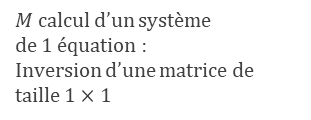 M calcul d'un système
de 1 équation :
Inversion d'une matrice de
taille 1 × 1